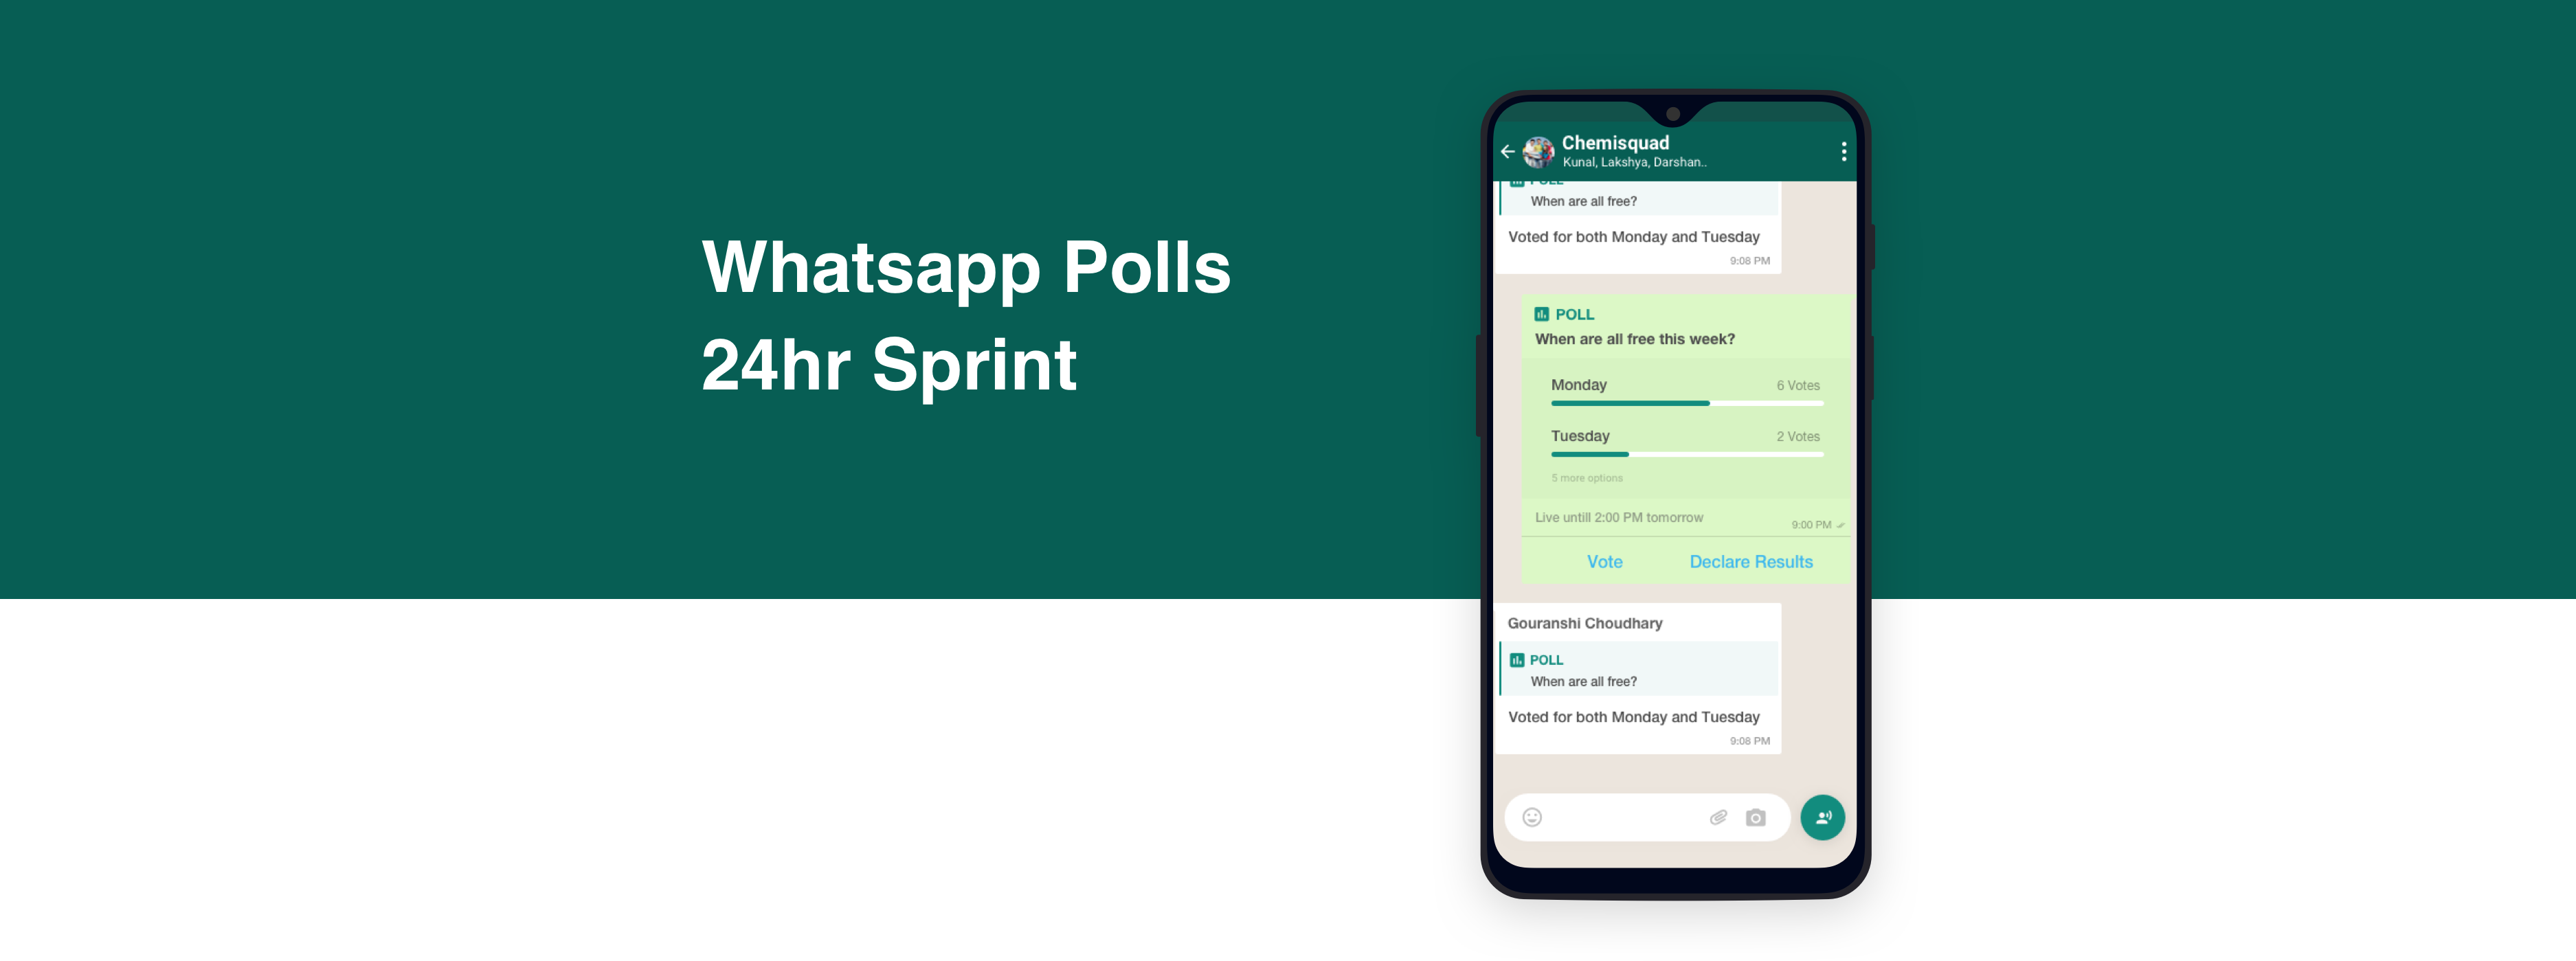 Whatsapp Polls
24hr Sprint
Chemisquad
Kunal, Lakshya, Darshan..
POLL
When are all free?
Voted for both Monday and Tuesday
9:08 PM
POLL
When are all free this week?
Monday 6 Votes
Tuesday 2 Votes
5 more options
Live untill 2:00 PM tomorrow
9:00 PM
Vote Declare Results
Gouranshi Choudhary
POLL
When are all free?
Voted for both Monday and Tuesday
9:08 PM